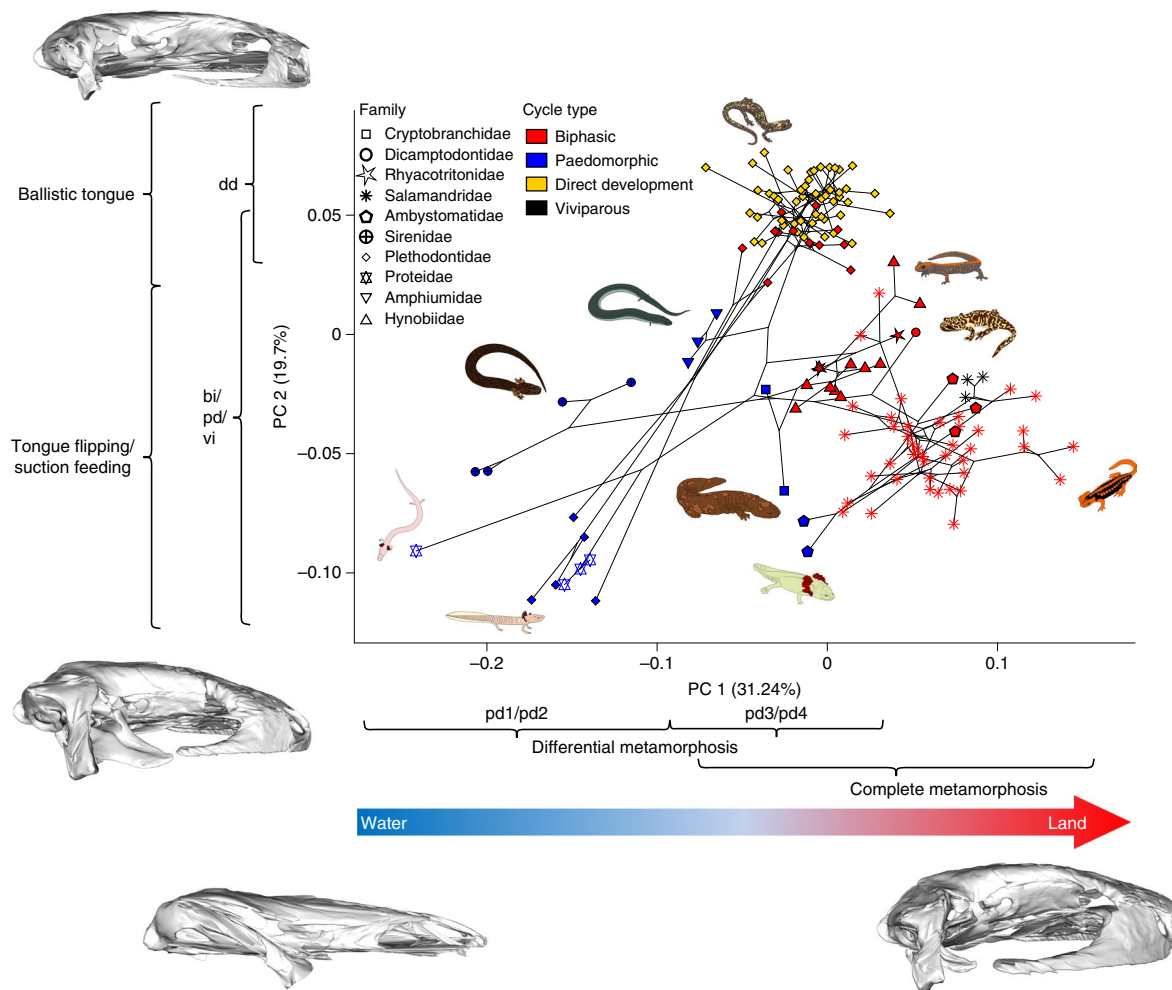 Family
Cryptobranchidae
Dicamptodontidae
Rhyacotritonidae
Salamandridae
Ambystomatidae
Sirenidae
Plethodontidae
Proteidae
Amphiumidae
Hynobiidae
Cycle type
Biphasic
Paedomorphic
Direct development
Viviparous
Ballistic tongue
dd
Tongue flipping/
suction feeding
bi/
pd/
vi
PC 2 (19.7%)
0.05
0
−0.05
−0.10
−0.2
−0.1
0
0.1
PC 1 (31.24%)
pd1/pd2
pd3/pd4
Differential metamorphosis
Complete metamorphosis
Water
Land